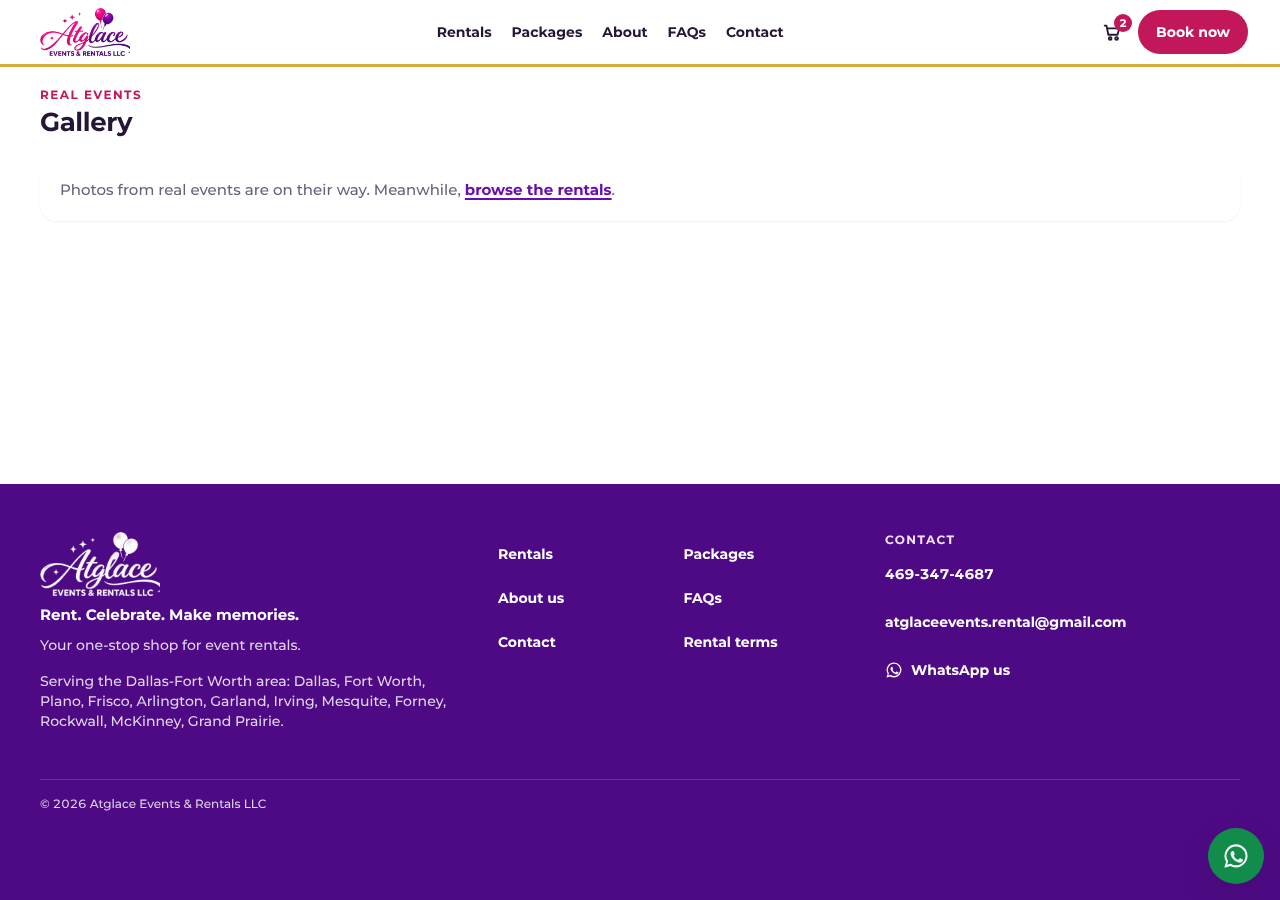 Atglace
EVENTS & RENTALS LLC
Rentals
Packages
About
FAQs
Contact
2
Book now
REAL EVENTS
Gallery
Photos from real events are on their way. Meanwhile, browse the rentals.
Atglace
EVENTS & RENTALS LLC
Rent. Celebrate. Make memories.
Your one-stop shop for event rentals.
Serving the Dallas-Fort Worth area: Dallas, Fort Worth,
Plano, Frisco, Arlington, Garland, Irving, Mesquite, Forney,
Rockwall, McKinney, Grand Prairie.
Rentals
Packages
About us
FAQs
Contact
Rental terms
CONTACT
469-347-4687
atglaceevents.rental@gmail.com
WhatsApp us
© 2026 Atglace Events & Rentals LLC